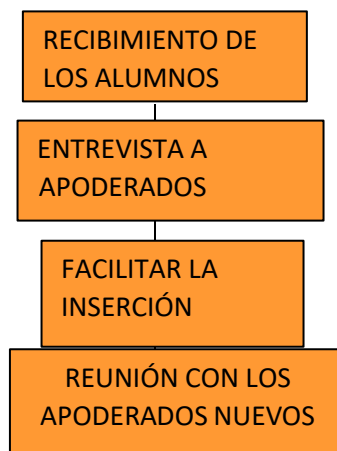 RECIBIMIENTO DE
LOS ALUMNOS
ENTREVISTA A
APODERADOS
FACILITAR LA
INSERCIÓN
REUNIÓN CON LOS
APODERADOS NUEVOS